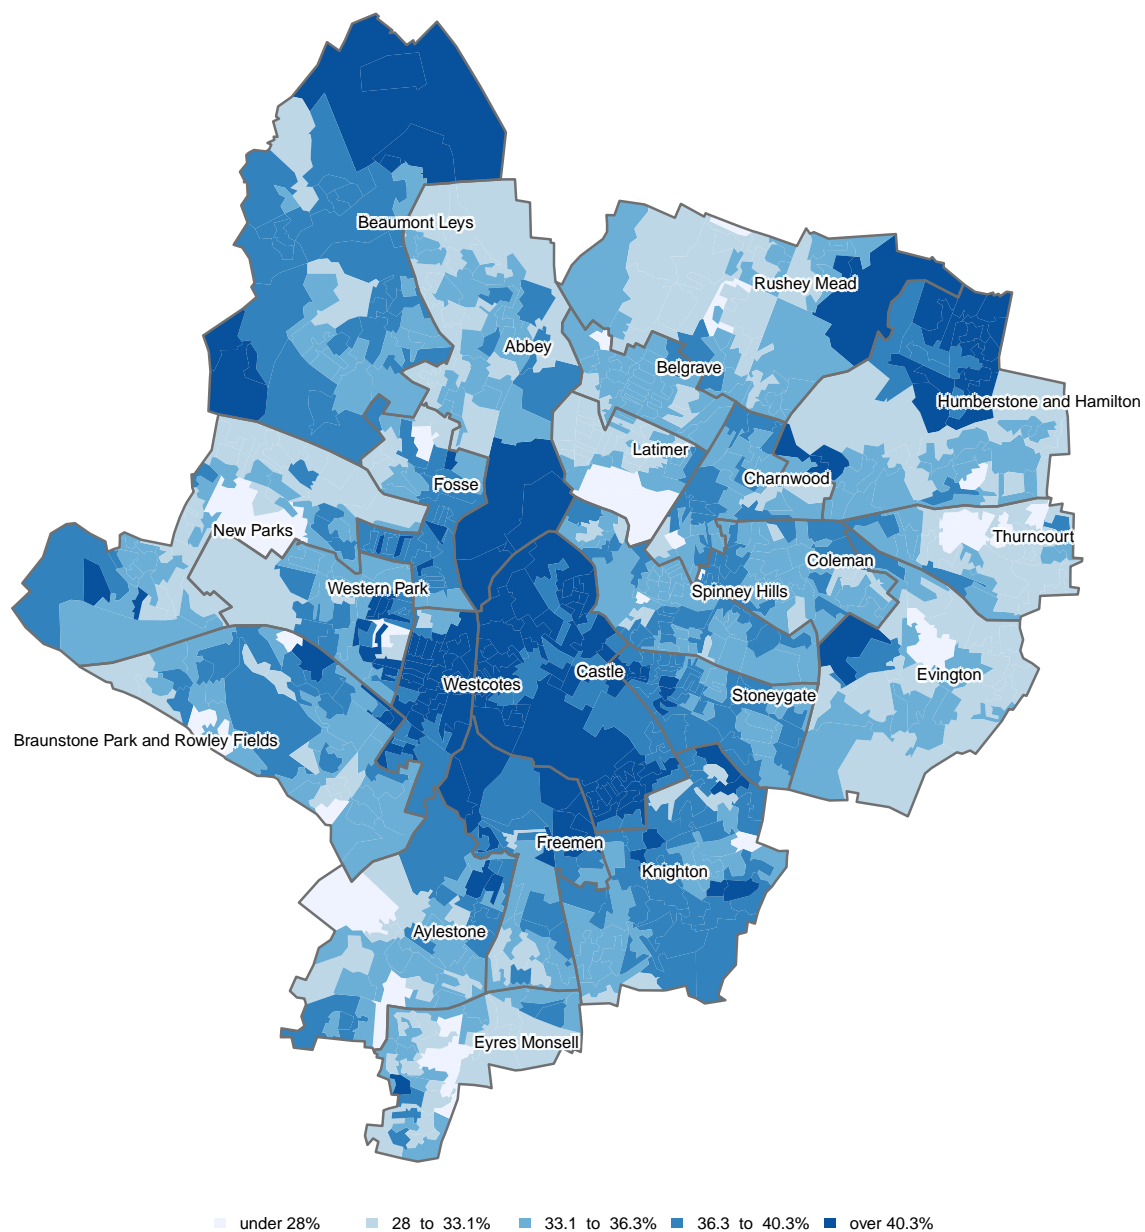 Beaumont Leys
Rushey Mead
Abbey
Belgrave
Humberstone and Hamilton
Latimer
Charnwood
Fosse
New Parks
Thurncourt
Coleman
Western Park
Spinney Hills
Castle
Evington
Westcotes
Stoneygate
Braunstone Park and Rowley Fields
Freemen
Knighton
Aylestone
Eyres Monsell
under 28% 28 to 33.1% 33.1 to 36.3% 36.3 to 40.3% over 40.3%